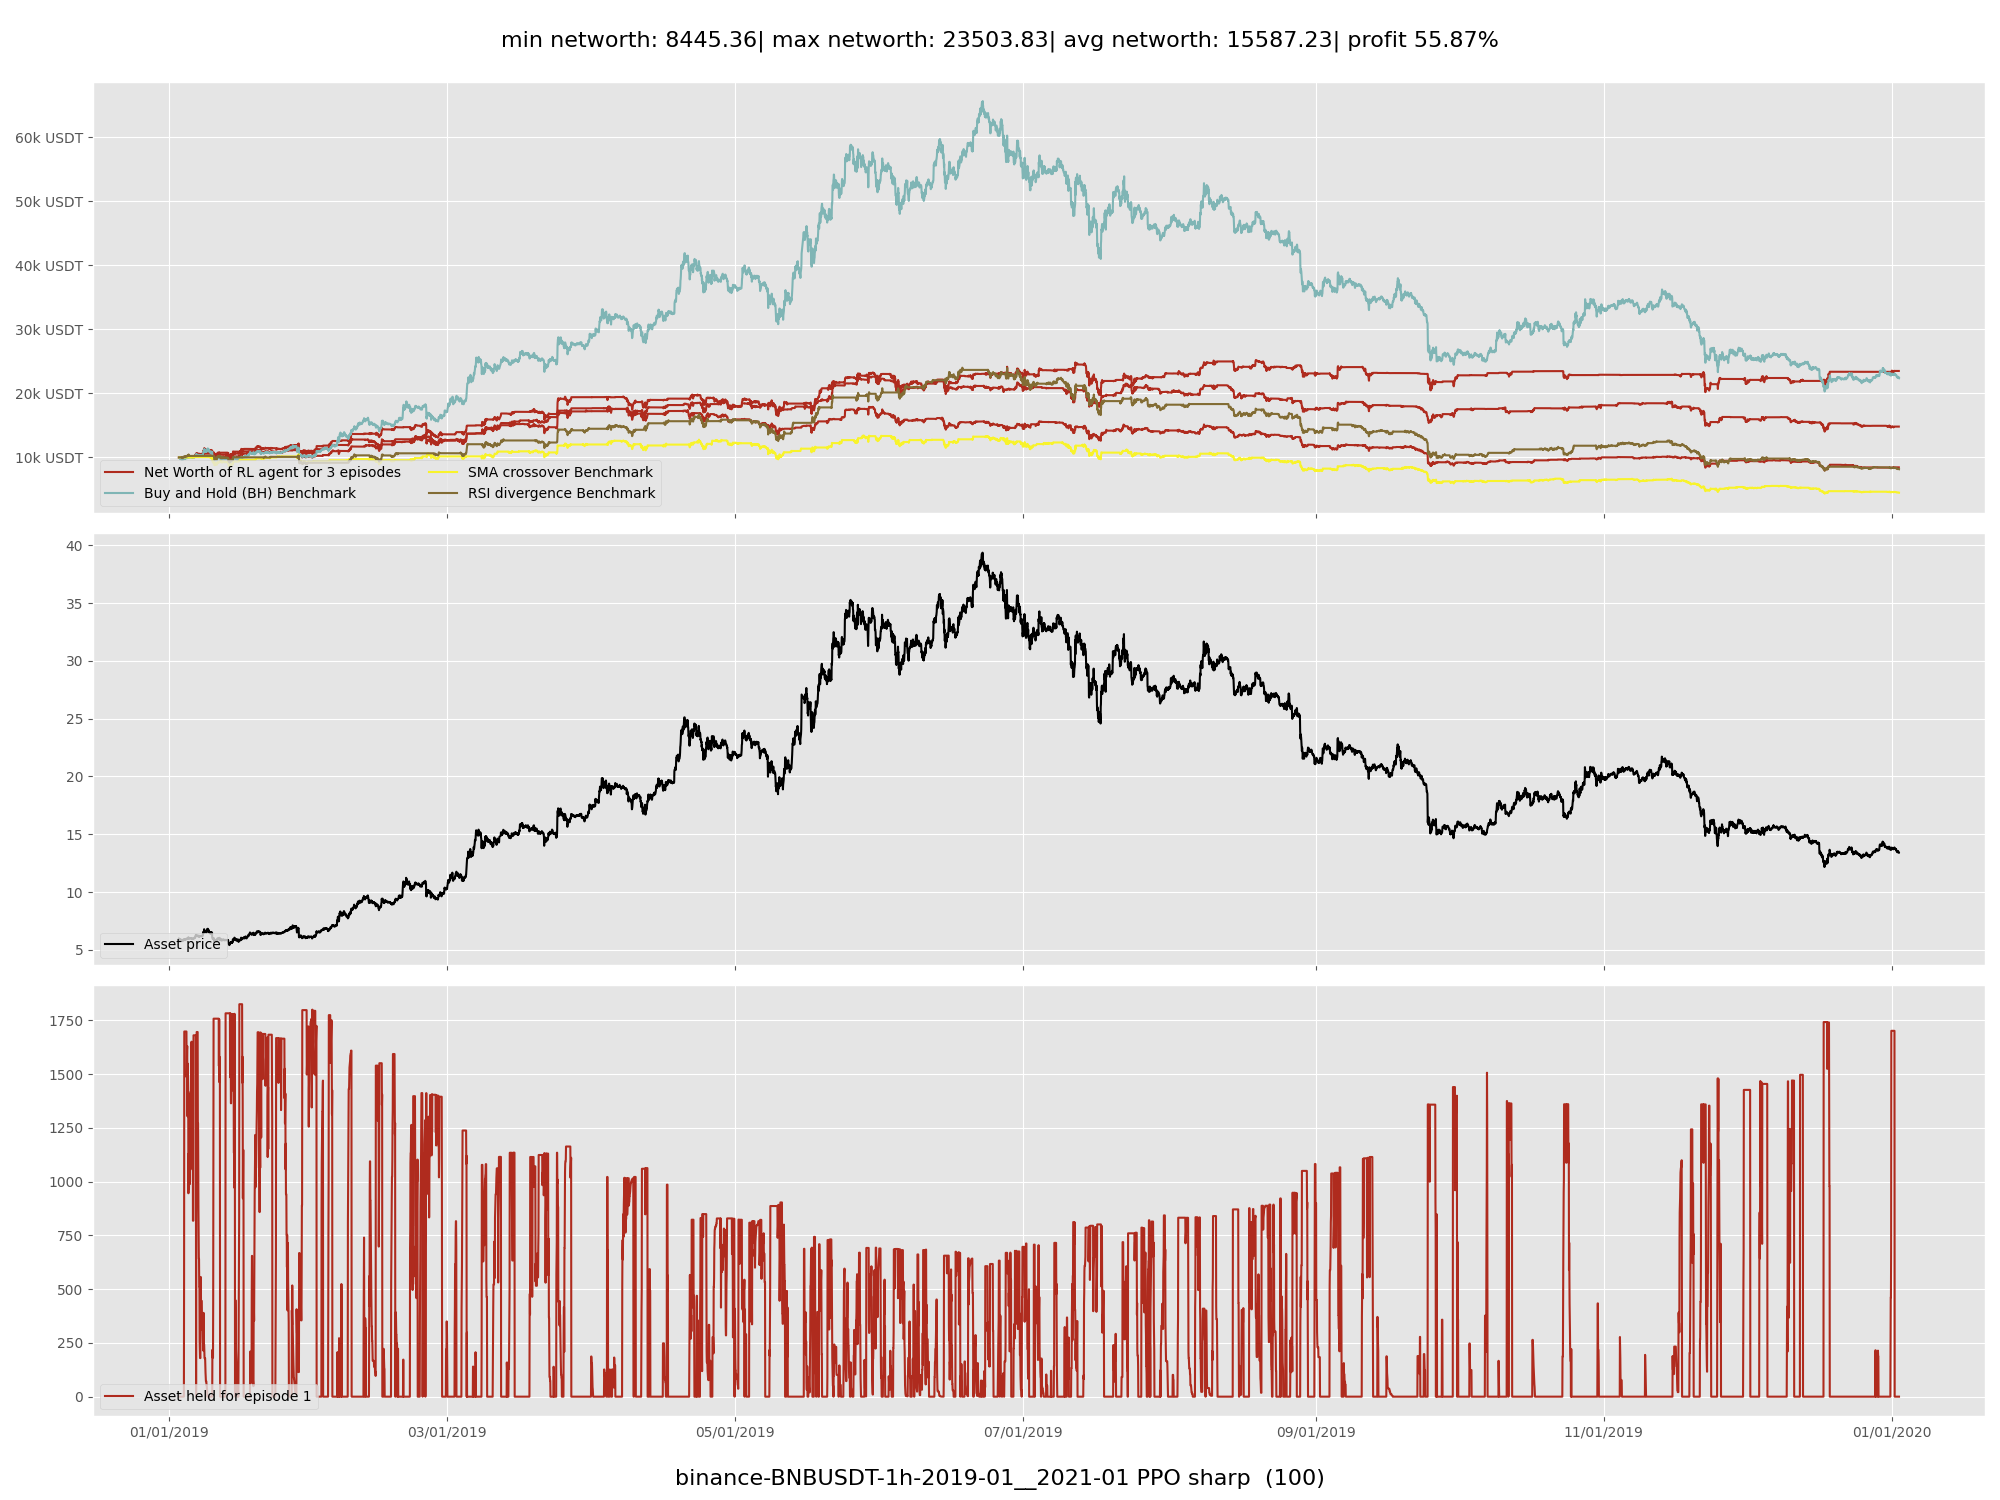 min networth: 8445.36| max networth: 23503.83| avg networth: 15587.23| profit 55.87%
60k USDT
50k USDT
40k USDT
30k USDT
20k USDT
10k USDT
Net Worth of RL agent for 3 episodes
Buy and Hold (BH) Benchmark
SMA crossover Benchmark
RSI divergence Benchmark
40
35
30
25
20
15
10
5
Asset price
1750
1500
1250
1000
750
500
250
0
Asset held for episode 1
01/01/2019 03/01/2019 05/01/2019 07/01/2019 09/01/2019 11/01/2019 01/01/2020
binance-BNBUSDT-1h-2019-01__2021-01 PPO sharp  (100)